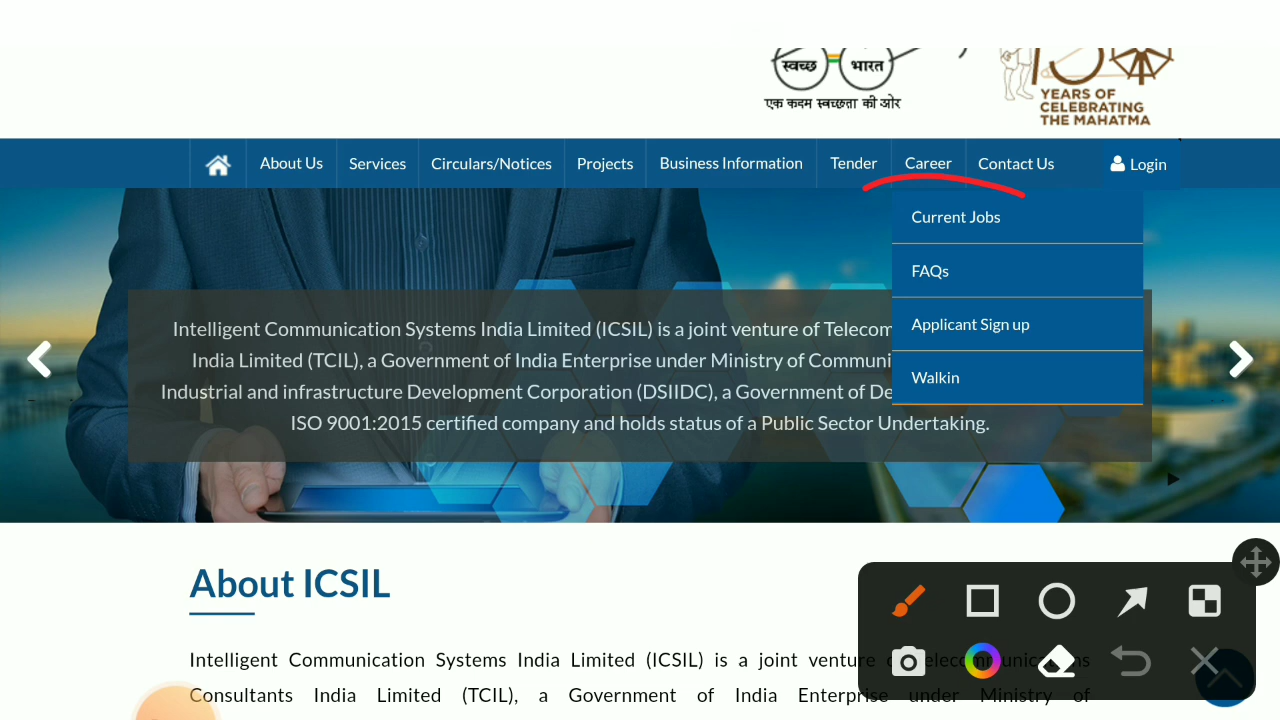 स्वच्छ भारत
एक कदम स्वच्छता की ओर
YEARS OF
CELEBRATING
THE MAHATMA
About Us Services Circulars/Notices Projects Business Information Tender Career Contact Us Login
Current Jobs
FAQs
Applicant Sign up
Walkin
Intelligent Communication Systems India Limited (ICSIL) is a joint venture of
India Limited (TCIL), a Government of India Enterprise under Ministry of
Industrial and infrastructure Development Corporation (DSIIDC), a Government of
ISO 9001:2015 certified company and holds status of a Public Sector Undertaking.
About ICSIL
Intelligent Communication Systems India Limited (ICSIL) is a joint venture of Telecommunications
Consultants India Limited (TCIL), a Government of India Enterprise under Ministry of